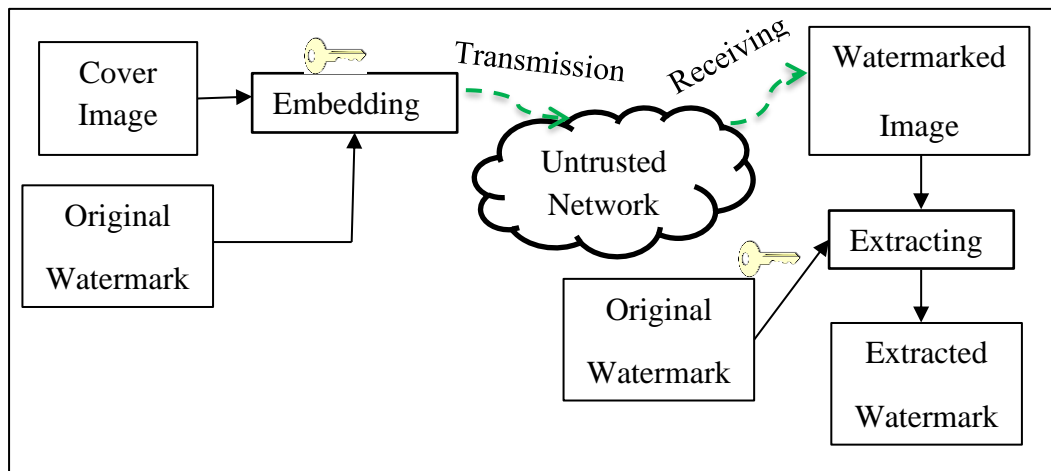 Cover
Image
Embedding
Transmission
Receiving
Watermarked
Image
Untrusted
Network
Original
Watermark
Extracting
Original
Watermark
Extracted
Watermark